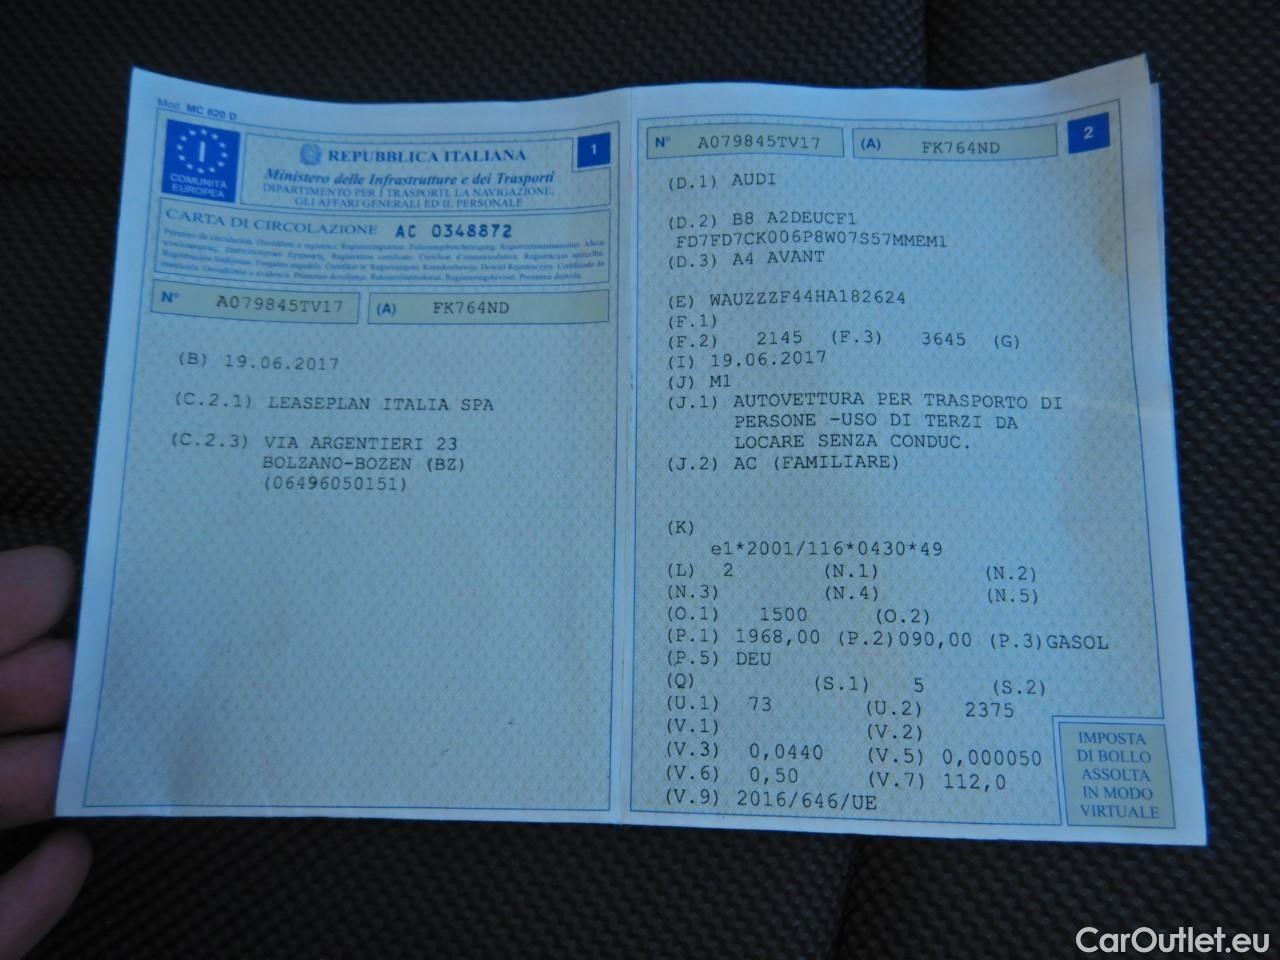 Mod. MC 820 D
I
COMUNITÀ
EUROPEA
REPUBBLICA ITALIANA
1
Ministero delle Infrastrutture e dei Trasporti
DIPARTIMENTO PER I TRASPORTI, LA NAVIGAZIONE,
GLI AFFARI GENERALI ED IL PERSONALE
CARTA DI CIRCOLAZIONE AC 0348872
N° A079845TV17 (A) FK764ND
(B) 19.06.2017
(C.2.1) LEASEPLAN ITALIA SPA
(C.2.3) VIA ARGENTIERI 23
BOLZANO-BOZEN (BZ)
(06496050151)
N° A079845TV17 (A) FK764ND 2
(D.1) AUDI
(D.2) B8 A2DEUCF1
FD7FD7CK006P8W07S57MMEM1
(D.3) A4 AVANT
(E) WAUZZZF44HA182624
(F.1)
(F.2) 2145 (F.3) 3645 (G)
(I) 19.06.2017
(J) M1
(J.1) AUTOVETTURA PER TRASPORTO DI
PERSONE -USO DI TERZI DA
LOCARE SENZA CONDUC.
(J.2) AC (FAMILIARE)
(K)
e1*2001/116*0430*49
(L) 2 (N.1) (N.2)
(N.3) (N.4) (N.5)
(O.1) 1500 (O.2)
(P.1) 1968,00 (P.2)090,00 (P.3)GASOL
(P.5) DEU
(Q) (S.1) 5 (S.2)
(U.1) 73 (U.2) 2375
(V.1) (V.2)
(V.3) 0,0440 (V.5) 0,000050
(V.6) 0,50 (V.7) 112,0
(V.9) 2016/646/UE
IMPOSTA
DI BOLLO
ASSOLTA
IN MODO
VIRTUALE
CarOutlet.eu